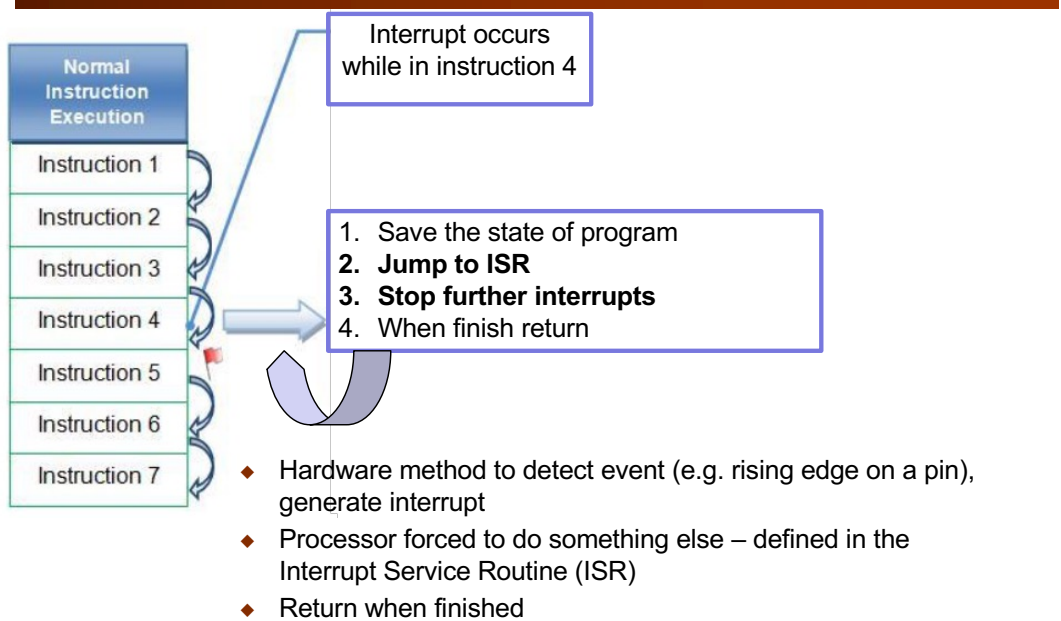 Interrupt occurs
while in instruction 4
Normal
Instruction
Execution
Instruction 1
Instruction 2
Instruction 3
Instruction 4
Instruction 5
Instruction 6
Instruction 7
1. Save the state of program
2. Jump to ISR
3. Stop further interrupts
4. When finish return
◆ Hardware method to detect event (e.g. rising edge on a pin),
generate interrupt
◆ Processor forced to do something else – defined in the
Interrupt Service Routine (ISR)
◆ Return when finished